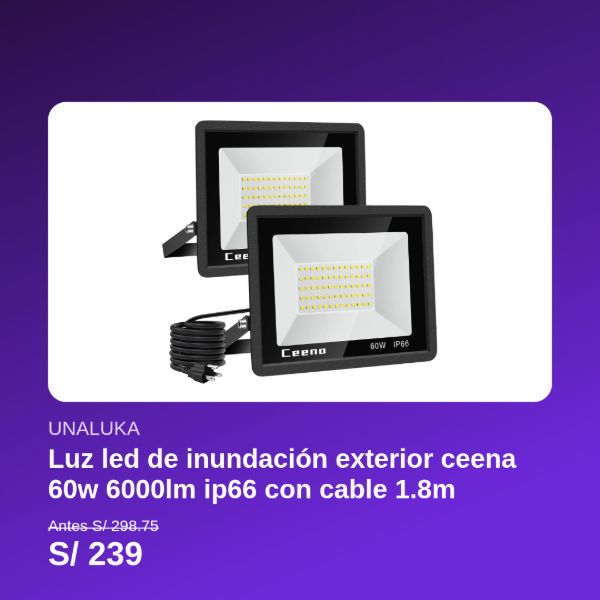 Cee
Ceeno
60W IP66
UNALUKA
Luz led de inundación exterior ceena
60w 6000lm ip66 con cable 1.8m
Antes S/ 298.75
S/ 239